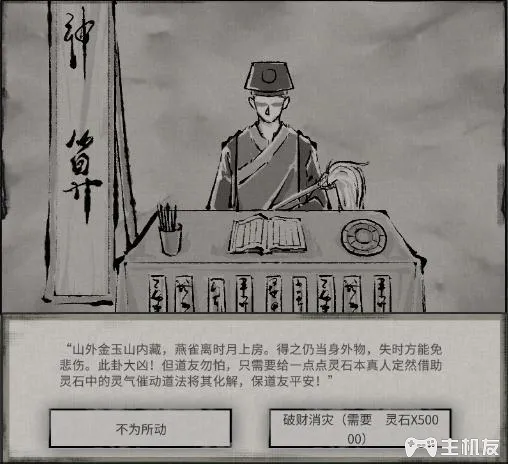 神
算
“山外金玉山内藏，燕雀离时月上房。得之仍当身外物，失时方能免
悲伤。此卦大凶！但道友勿怕，只需要给一点点灵石本真人定然借助
灵石中的灵气催动道法将其化解，保道友平安！”
不为所动
破财消灾（需要　灵石X500
00）
主机友